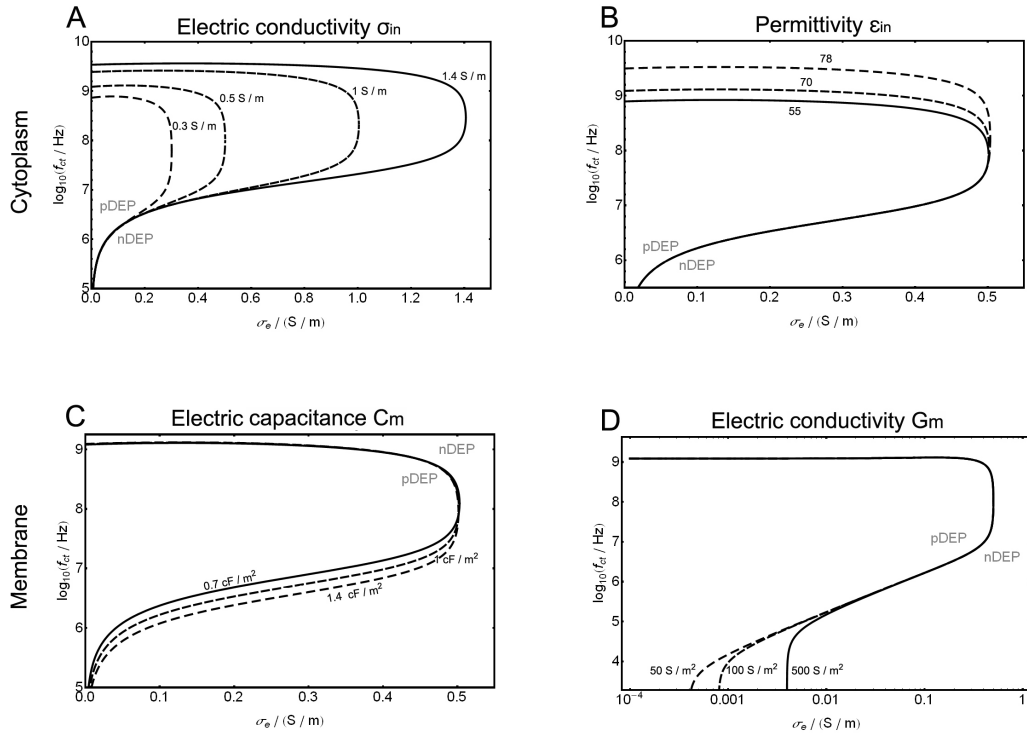 A
Electric conductivity σin
Cytoplasm
log10(fct / Hz)
10
9
8
7
6
5
1.4 S / m
1 S / m
0.5 S / m
0.3 S / m
pDEP
nDEP
0.0 0.2 0.4 0.6 0.8 1.0 1.2 1.4
σe / (S / m)
B
Permittivity εin
log10(fct / Hz)
10
9
8
7
6
78
70
55
pDEP
nDEP
0.0 0.1 0.2 0.3 0.4 0.5
σe / (S / m)
C
Electric capacitance Cm
Membrane
log10(fct / Hz)
9
8
7
6
5
nDEP
pDEP
0.7 cF / m²
1 cF / m²
1.4 cF / m²
0.0 0.1 0.2 0.3 0.4 0.5
σe / (S / m)
D
Electric conductivity Gm
log10(fct / Hz)
9
8
7
6
5
4
pDEP
nDEP
50 S / m² 100 S / m² 500 S / m²
10⁻⁴ 0.001 0.01 0.1 1
σe / (S / m)